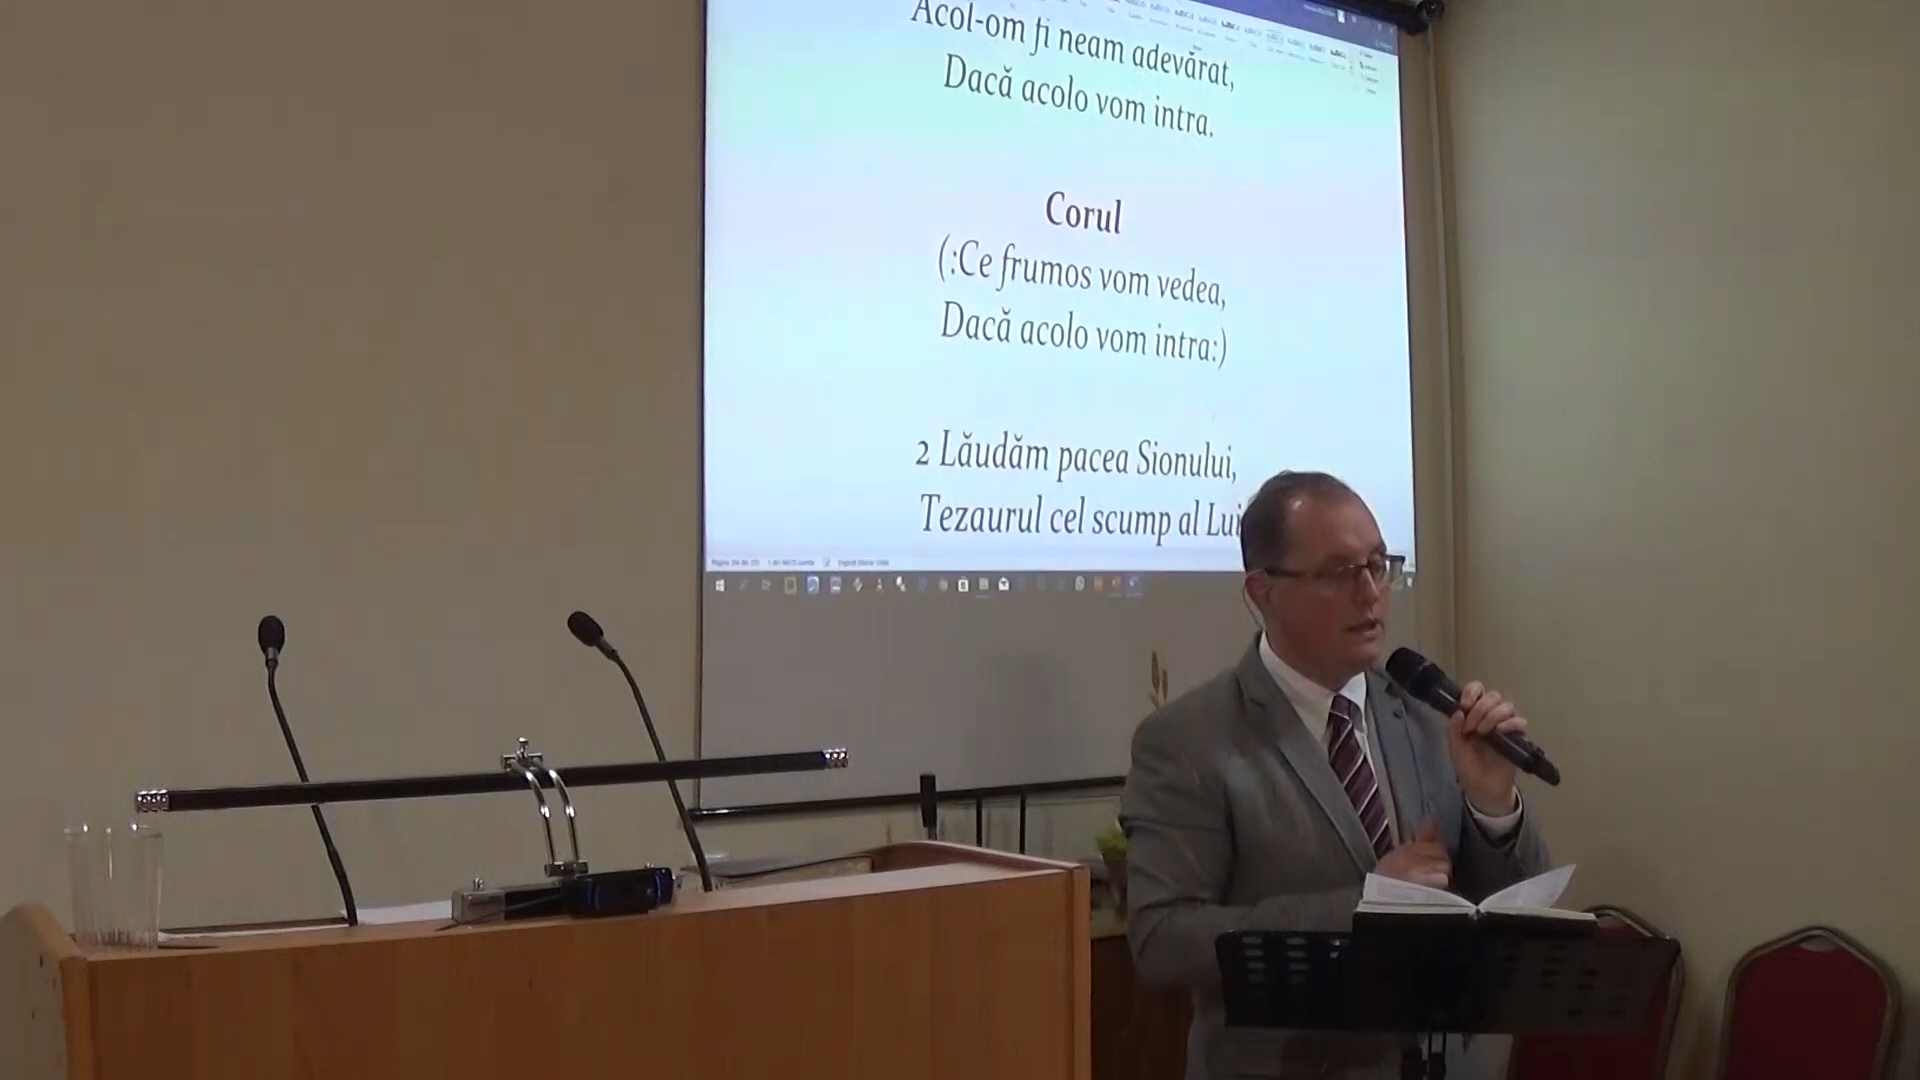 Acol-om fi neam adevărat,
Dacă acolo vom intra.
Corul
(:Ce frumos vom vedea,
Dacă acolo vom intra:)
2 Lăudăm pacea Sionului,
Tezaurul cel scump al Lui